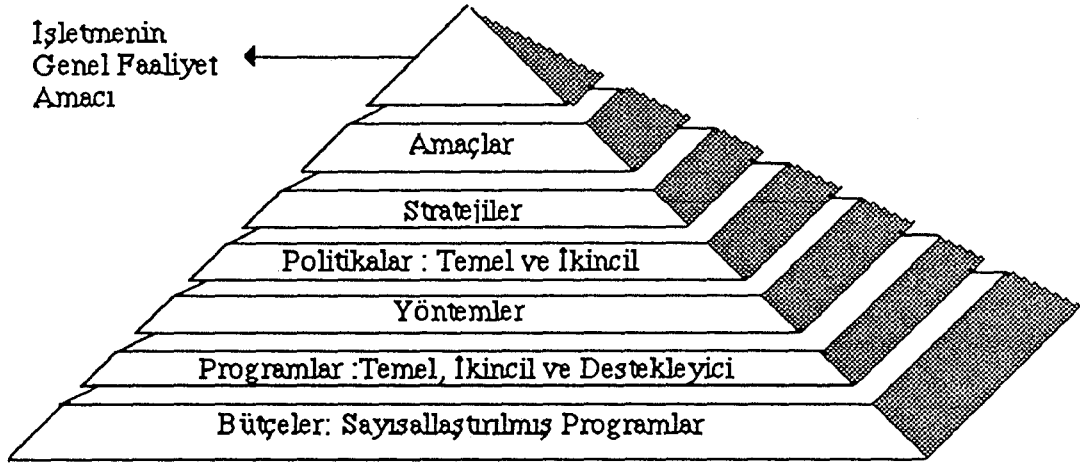 İşletmenin
Genel Faaliyet
Amacı
Amaçlar
Stratejiler
Politikalar : Temel ve İkincil
Yöntemler
Programlar :Temel, İkincil ve Destekleyici
Bütçeler: Sayısallaştırılmış Programlar